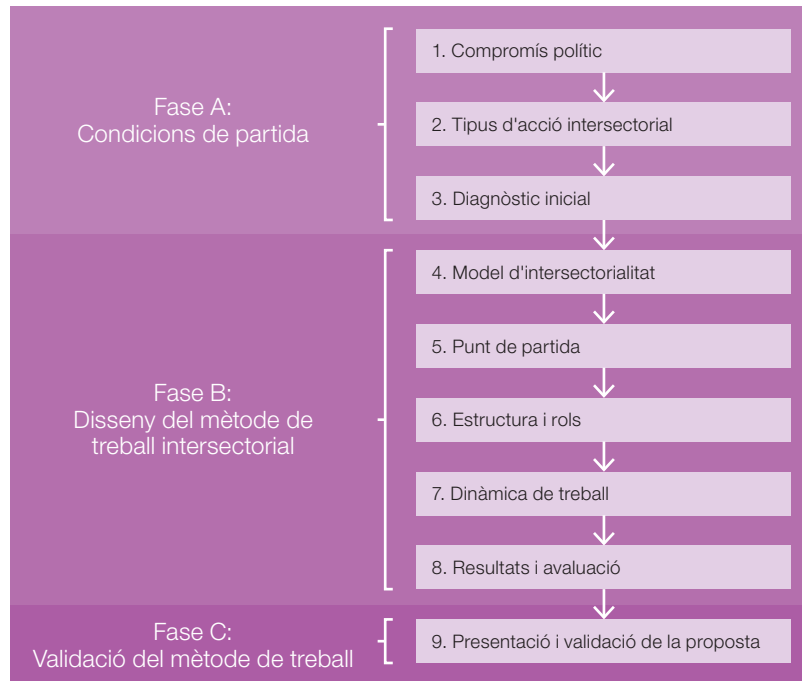 Fase A:
Condicions de partida
1. Compromís polític
2. Tipus d'acció intersectorial
3. Diagnòstic inicial
Fase B:
Disseny del mètode de
treball intersectorial
4. Model d'intersectorialitat
5. Punt de partida
6. Estructura i rols
7. Dinàmica de treball
8. Resultats i avaluació
Fase C:
Validació del mètode de treball
9. Presentació i validació de la proposta